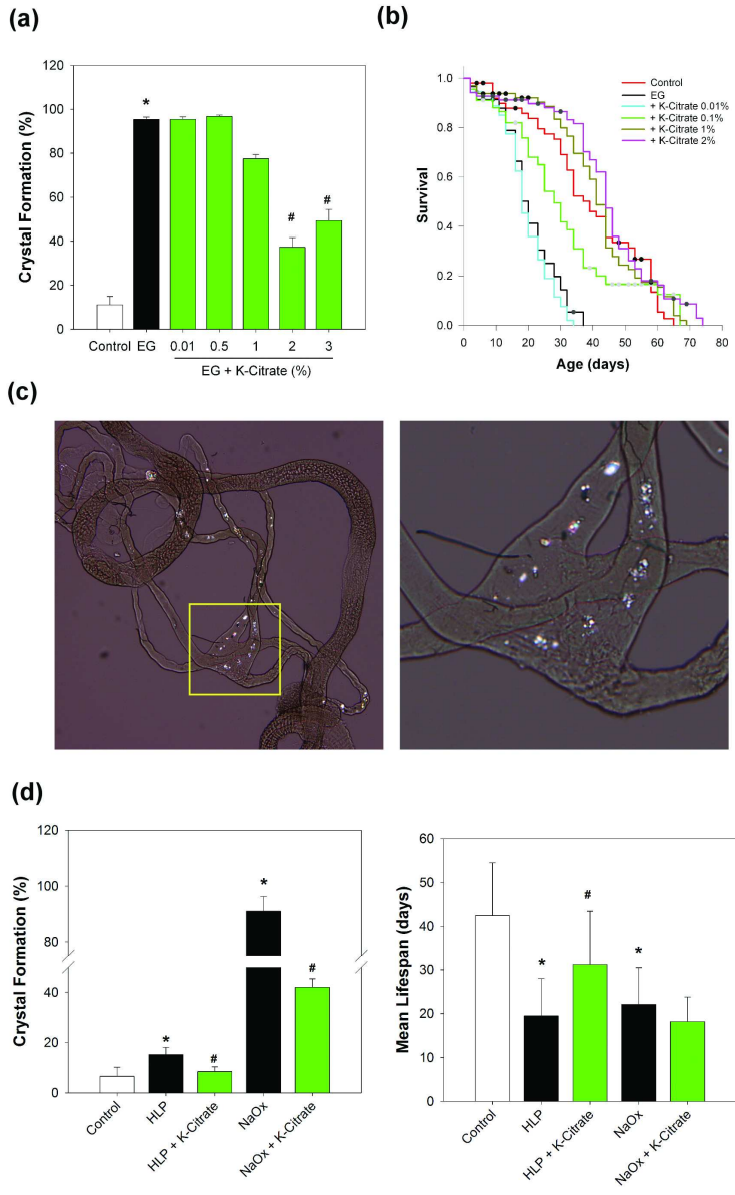 (a)
120
100
80
60
40
20
0
Crystal Formation (%)
*
#
#
Control EG 0.01 0.5 1 2 3
EG + K-Citrate (%)
(b)
1.0
0.8
0.6
0.4
0.2
0.0
Survival
Control
EG
+ K-Citrate 0.01%
+ K-Citrate 0.1%
+ K-Citrate 1%
+ K-Citrate 2%
0 10 20 30 40 50 60 70 80
Age (days)
(c)
(d)
120
100
80
40
20
0
Crystal Formation (%)
*
#
*
#
Control
HLP
HLP + K-Citrate
NaOx
NaOx + K-Citrate
60
50
40
30
20
10
0
Mean Lifespan (days)
*
#
*
Control
HLP
HLP + K-Citrate
NaOx
NaOx + K-Citrate